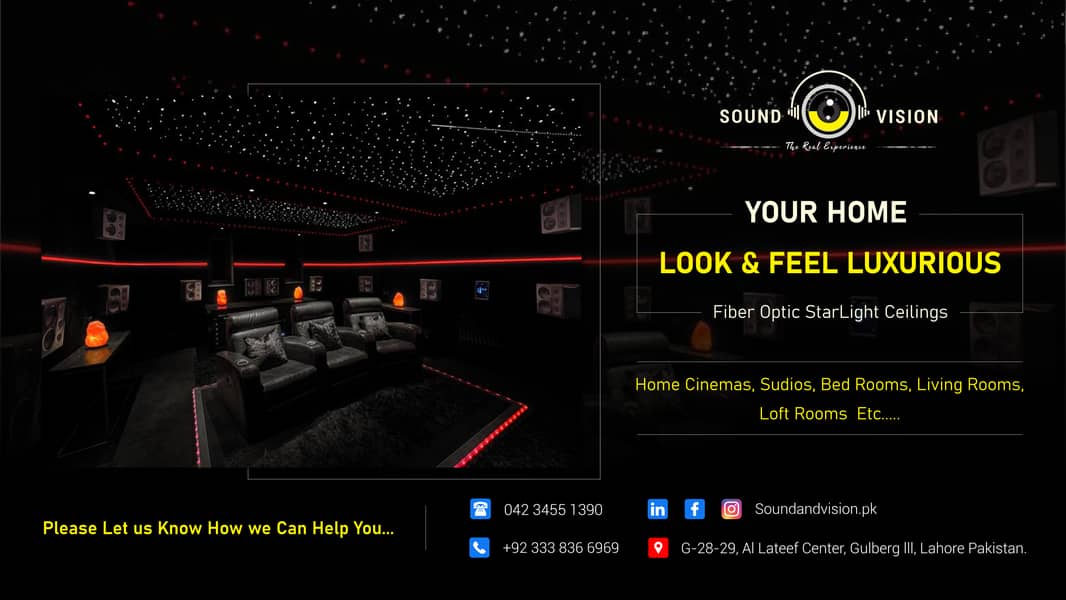 SOUND VISION
The Real Experience
YOUR HOME
LOOK & FEEL LUXURIOUS
Fiber Optic StarLight Ceilings
Home Cinemas, Sudios, Bed Rooms, Living Rooms,
Loft Rooms Etc.....
Please Let us Know How we Can Help You...
042 3455 1390
+92 333 836 6969
Soundandvision.pk
G-28-29, Al Lateef Center, Gulberg lll, Lahore Pakistan.